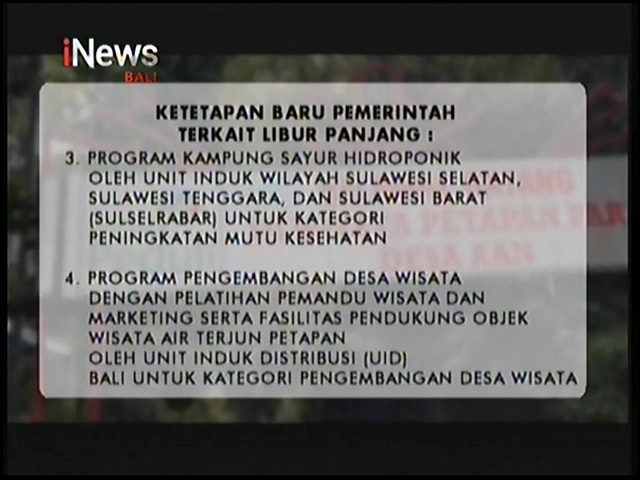 iNews
BALI
KETETAPAN BARU PEMERINTAH
TERKAIT LIBUR PANJANG :
3. PROGRAM KAMPUNG SAYUR HIDROPONIK
OLEH UNIT INDUK WILAYAH SULAWESI SELATAN,
SULAWESI TENGGARA, DAN SULAWESI BARAT
(SULSELRABAR) UNTUK KATEGORI
PENINGKATAN MUTU KESEHATAN
4. PROGRAM PENGEMBANGAN DESA WISATA
DENGAN PELATIHAN PEMANDU WISATA DAN
MARKETING SERTA FASILITAS PENDUKUNG OBJEK
WISATA AIR TERJUN PETAPAN
OLEH UNIT INDUK DISTRIBUSI (UID)
BALI UNTUK KATEGORI PENGEMBANGAN DESA WISATA
PETAPAN
DESA AAN